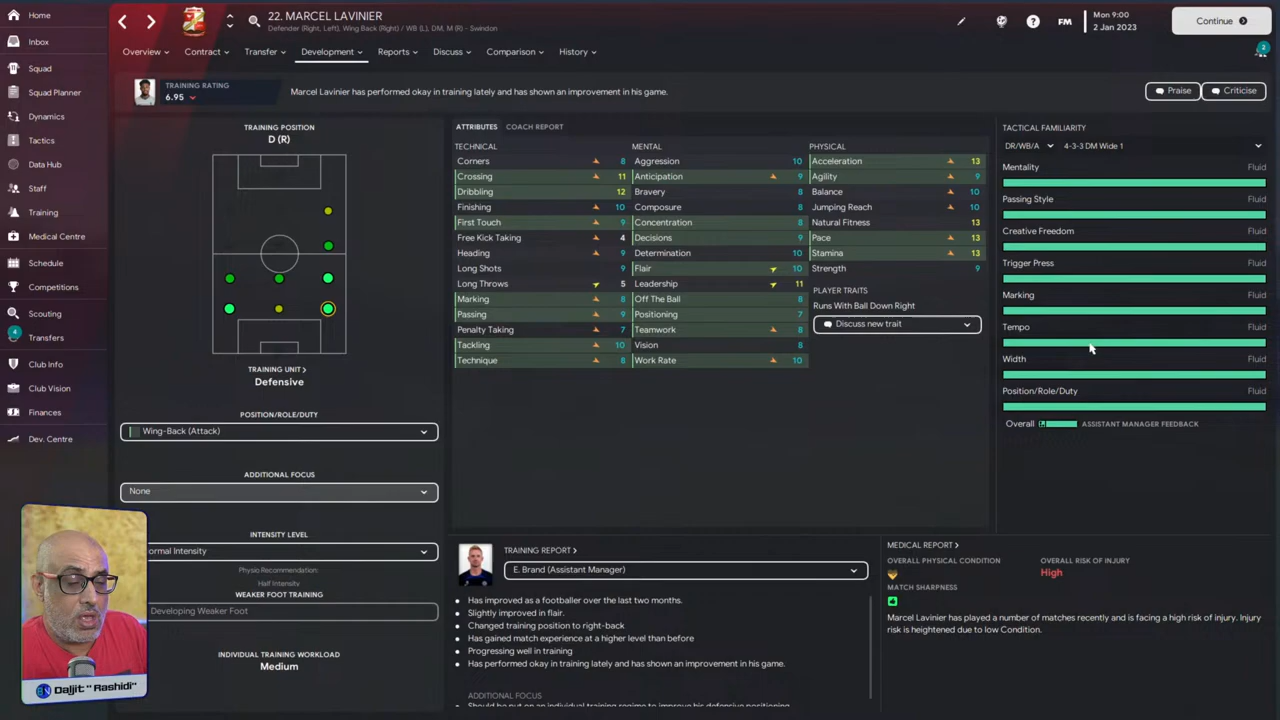 Home
Inbox
Squad
Squad Planner
Dynamics
Tactics
Data Hub
Staff
Training
Medical Centre
Schedule
Competitions
Scouting
4
Transfers
Club Info
Club Vision
Finances
Dev. Centre
22. MARCEL LAVINIER
Defender (Right, Left), Wing Back (Right) / WB (L), DM, M (R) - Swindon
FM
Mon 9:00
2 Jan 2023
Continue
2
Overview
Contract
Transfer
Development
Reports
Discuss
Comparison
History
TRAINING RATING
6.95
Marcel Lavinier has performed okay in training lately and has shown an improvement in his game.
Praise
Criticise
TRAINING POSITION
D (R)
TRAINING UNIT
Defensive
POSITION/ROLE/DUTY
Wing-Back (Attack)
ADDITIONAL FOCUS
None
INTENSITY LEVEL
ormal Intensity
Physio Recommendation:
Half Intensity
WEAKER FOOT TRAINING
Developing Weaker Foot
INDIVIDUAL TRAINING WORKLOAD
Medium
Daljit "Rashidi"
ATTRIBUTES
COACH REPORT
TECHNICAL
Corners 8
Crossing 11
Dribbling 12
Finishing 10
First Touch 9
Free Kick Taking 4
Heading 9
Long Shots 9
Long Throws 5
Marking 8
Passing 9
Penalty Taking 7
Tackling 10
Technique 8
MENTAL
Aggression 10
Anticipation 9
Bravery 8
Composure 8
Concentration 8
Decisions 9
Determination 10
Flair 10
Leadership 11
Off The Ball 8
Positioning 7
Teamwork 8
Vision 8
Work Rate 10
PHYSICAL
Acceleration 13
Agility 9
Balance 10
Jumping Reach 10
Natural Fitness 13
Pace 13
Stamina 13
Strength 9
PLAYER TRAITS
Runs With Ball Down Right
Discuss new trait
TACTICAL FAMILIARITY
DR/WB/A
4-3-3 DM Wide 1
Mentality Fluid
Passing Style Fluid
Creative Freedom Fluid
Trigger Press Fluid
Marking Fluid
Tempo Fluid
Width Fluid
Position/Role/Duty Fluid
Overall
ASSISTANT MANAGER FEEDBACK
TRAINING REPORT
E. Brand (Assistant Manager)
Has improved as a footballer over the last two months.
Slightly improved in flair.
Changed training position to right-back
Has gained match experience at a higher level than before
Progressing well in training
Has performed okay in training lately and has shown an improvement in his game.
ADDITIONAL FOCUS
Should be put on an individual training regime to improve his defensive positioning
MEDICAL REPORT
OVERALL PHYSICAL CONDITION
OVERALL RISK OF INJURY
High
MATCH SHARPNESS
Marcel Lavinier has played a number of matches recently and is facing a high risk of injury. Injury
risk is heightened due to low Condition.